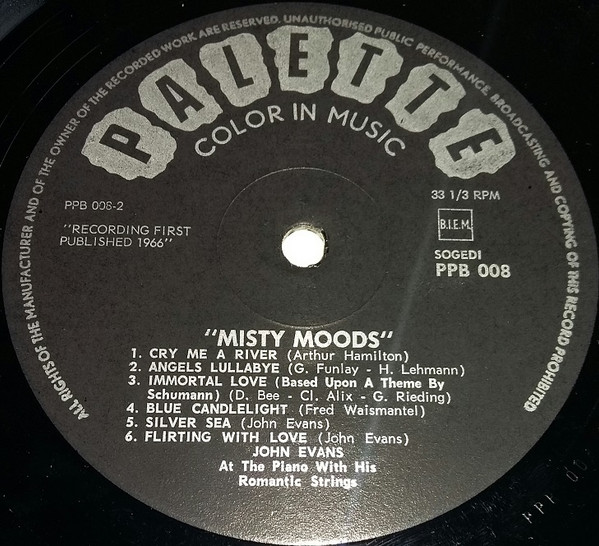 ALL RIGHTS OF THE MANUFACTURER AND OF THE OWNER OF THE RECORDED WORK ARE RESERVED. UNAUTHORISED PUBLIC PERFORMANCE, BROADCASTING AND COPYING OF THIS RECORD PROHIBITED
PALETTE
COLOR IN MUSIC
PPB 008-2
"RECORDING FIRST
PUBLISHED 1966"
33 1/3 RPM
B.I.E.M.
SOGEDI
PPB 008
"MISTY MOODS"
1. CRY ME A RIVER (Arthur Hamilton)
2. ANGELS LULLABYE (G. Funlay - H. Lehmann)
3. IMMORTAL LOVE (Based Upon A Theme By
Schumann) (D. Bee - Cl. Alix - G. Rieding)
4. BLUE CANDLELIGHT (Fred Waismantel)
5. SILVER SEA (John Evans)
6. FLIRTING WITH LOVE (John Evans)
JOHN EVANS
At The Piano With His
Romantic Strings